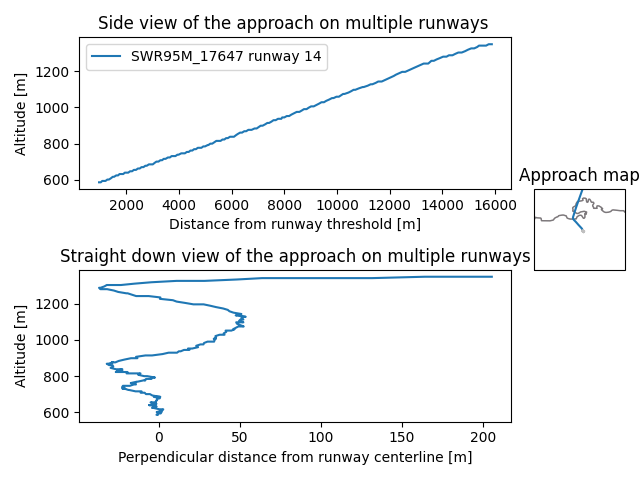 Side view of the approach on multiple runways
SWR95M_17647 runway 14
Altitude [m]
1200
1000
800
600
2000 4000 6000 8000 10000 12000 14000 16000
Distance from runway threshold [m]
Approach map
Straight down view of the approach on multiple runways
Altitude [m]
1200
1000
800
600
0 50 100 150 200
Perpendicular distance from runway centerline [m]